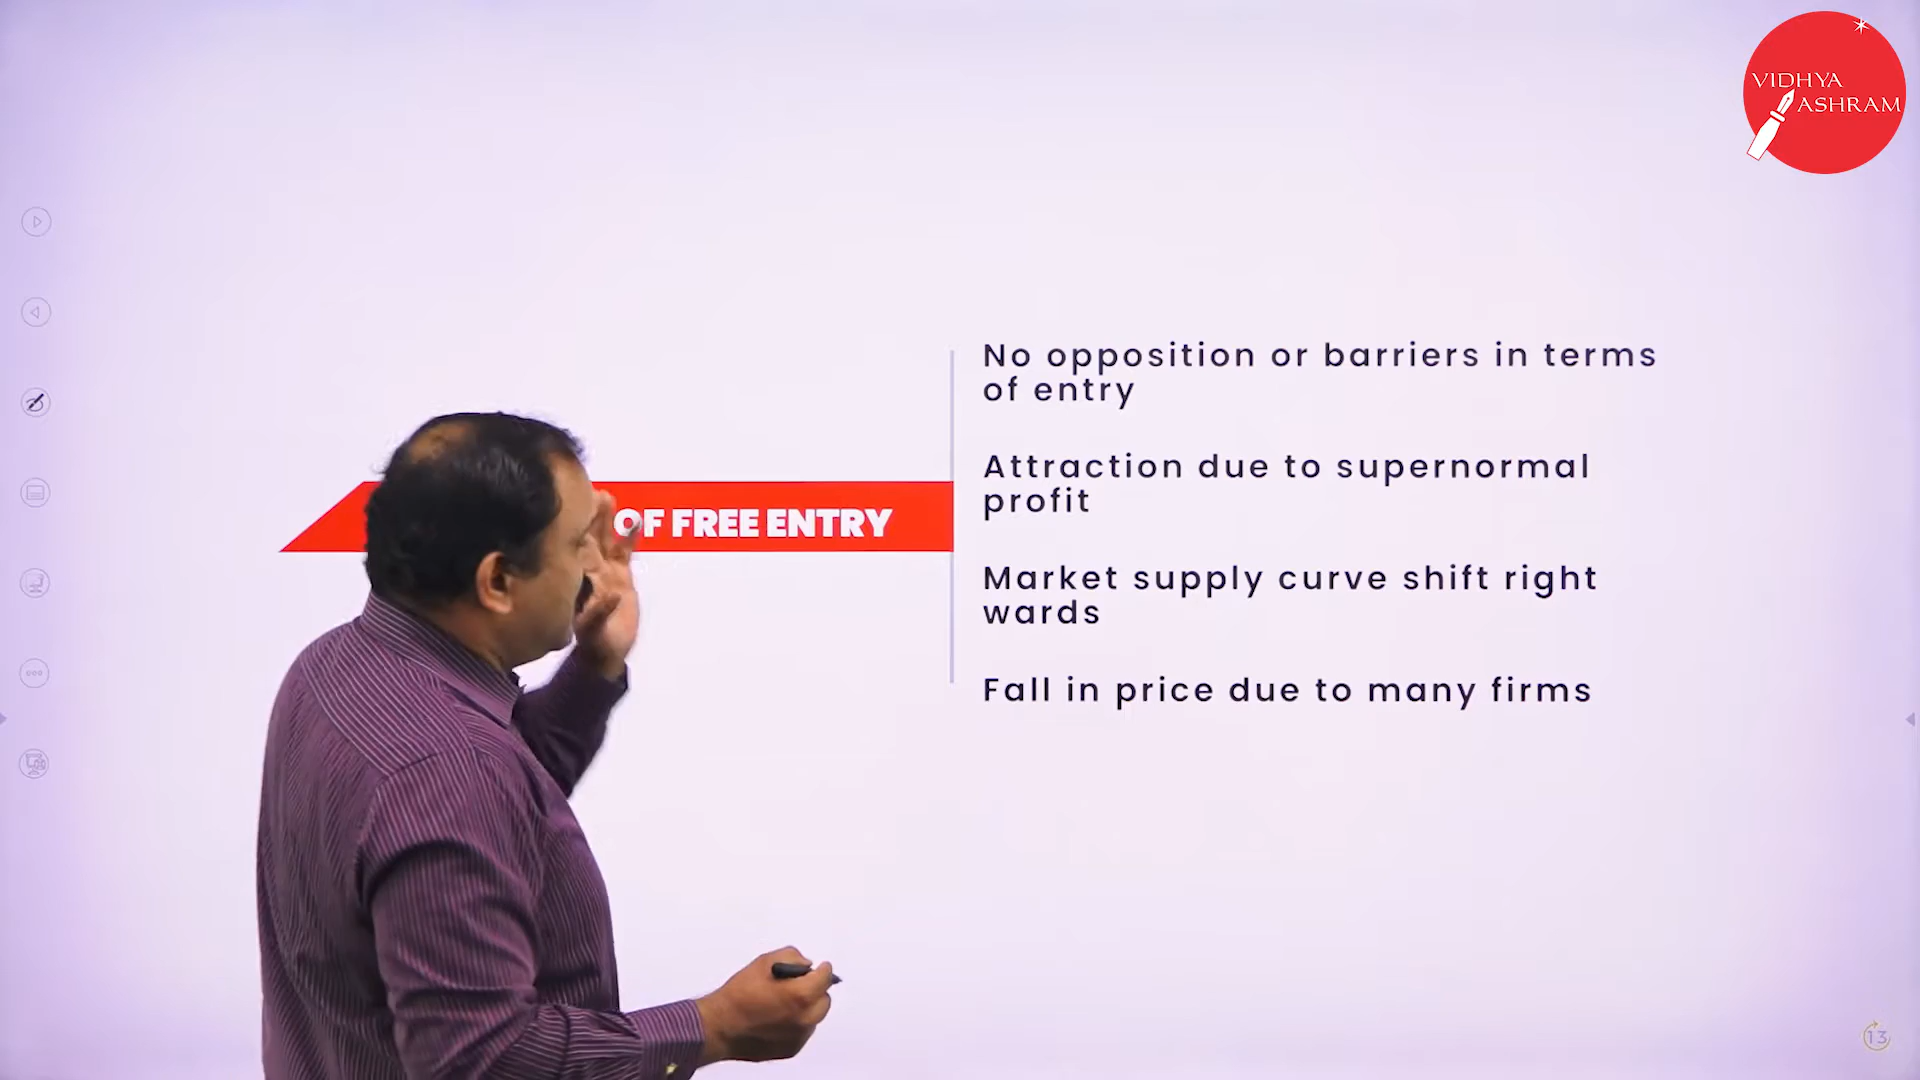 VIDHYA
ASHRAM
No opposition or barriers in terms
of entry
Attraction due to supernormal
profit
OF FREE ENTRY
Market supply curve shift right
wards
Fall in price due to many firms
13